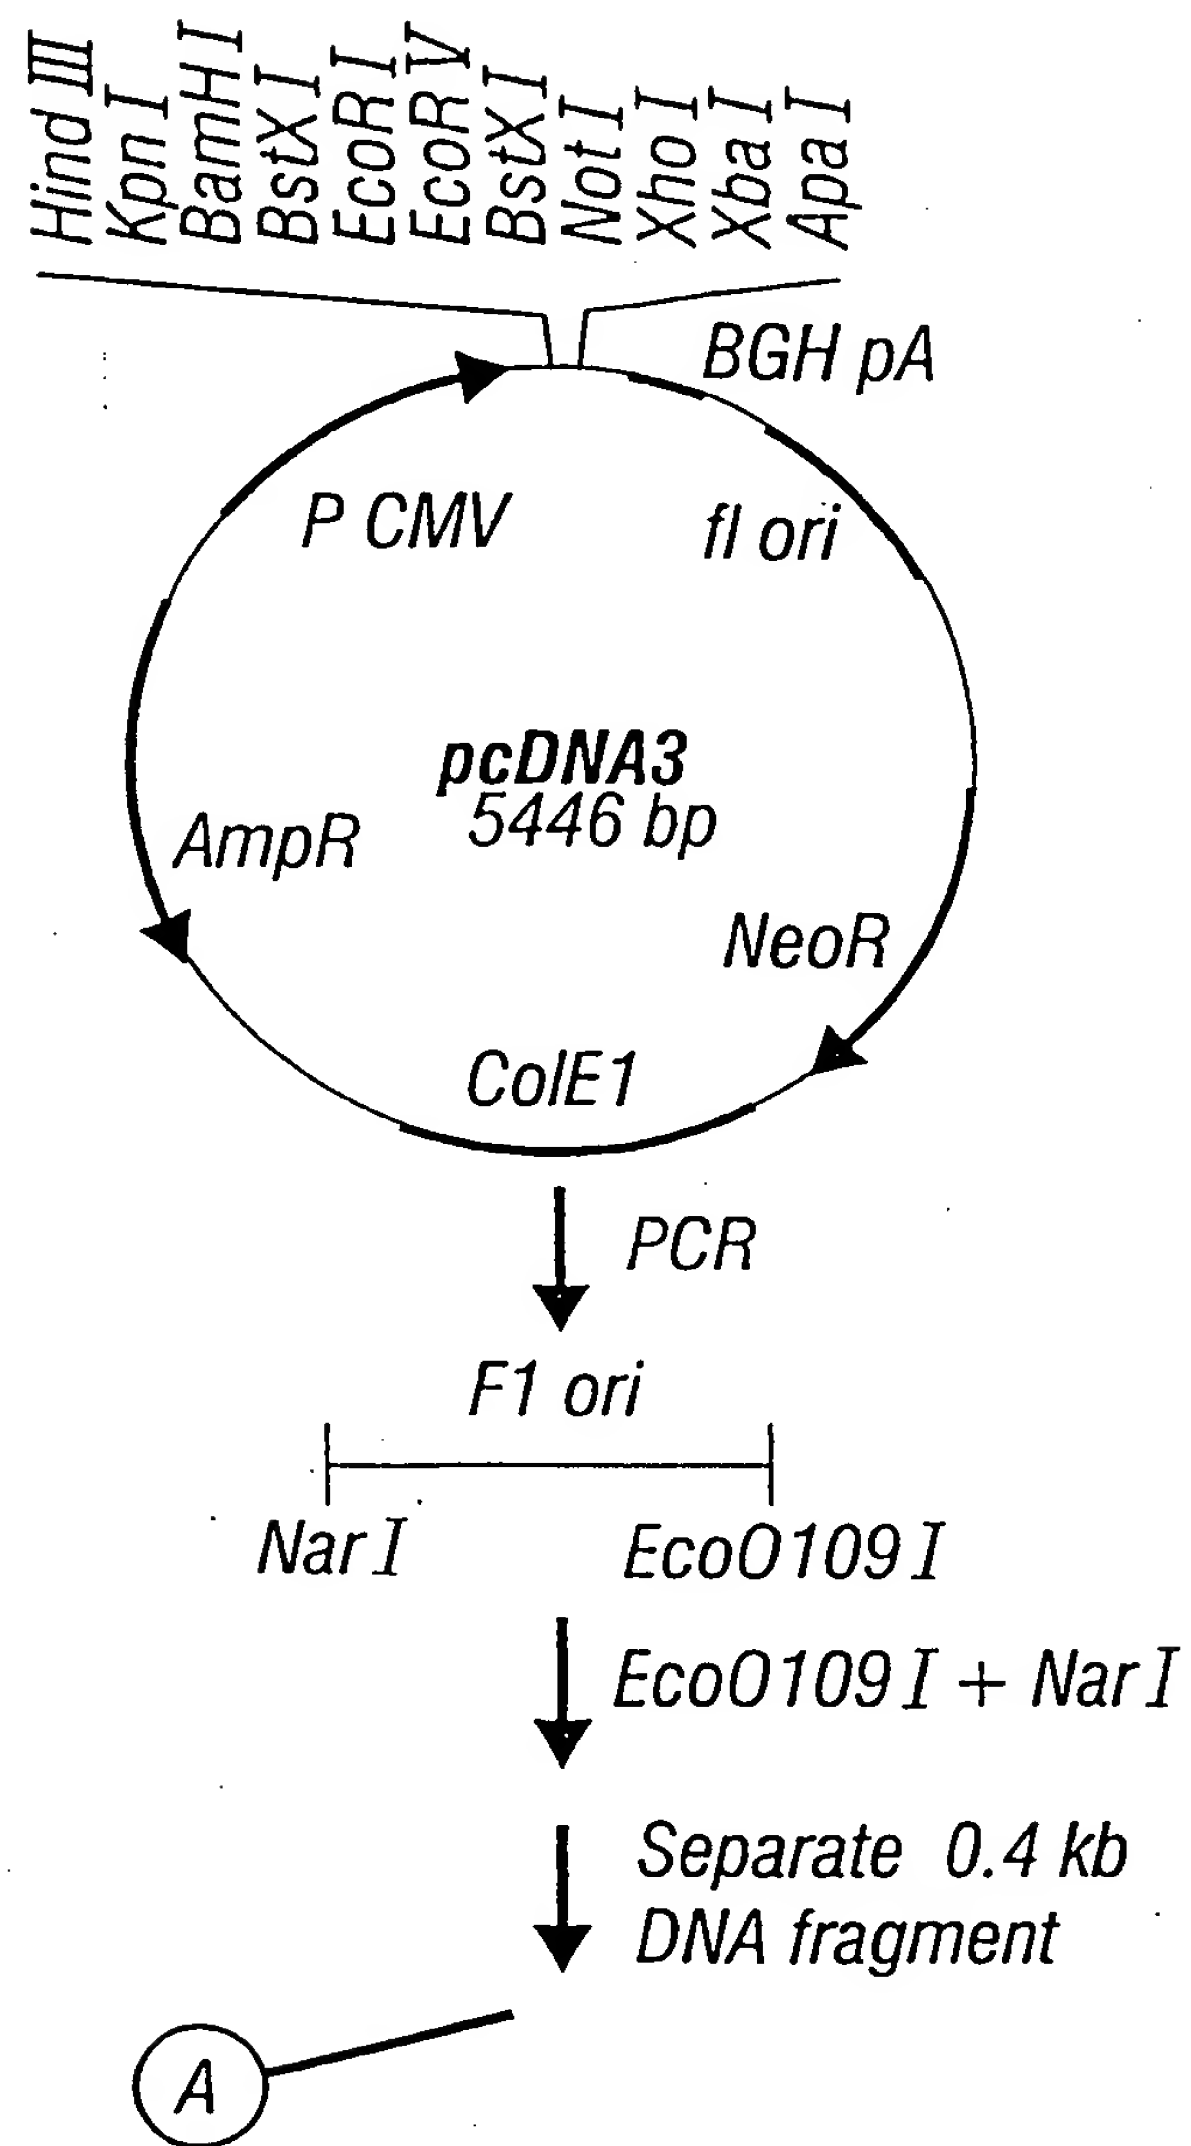 Hind III
Kpn I
BamH I
BstX I
EcoR I
EcoR V
BstX I
Not I
Xho I
Xba I
Apa I
BGH pA
P CMV
fl ori
pcDNA3
5446 bp
AmpR
NeoR
ColE1
PCR
F1 ori
Nar I
EcoO109 I
EcoO109 I + Nar I
Separate 0.4 kb
DNA fragment
A